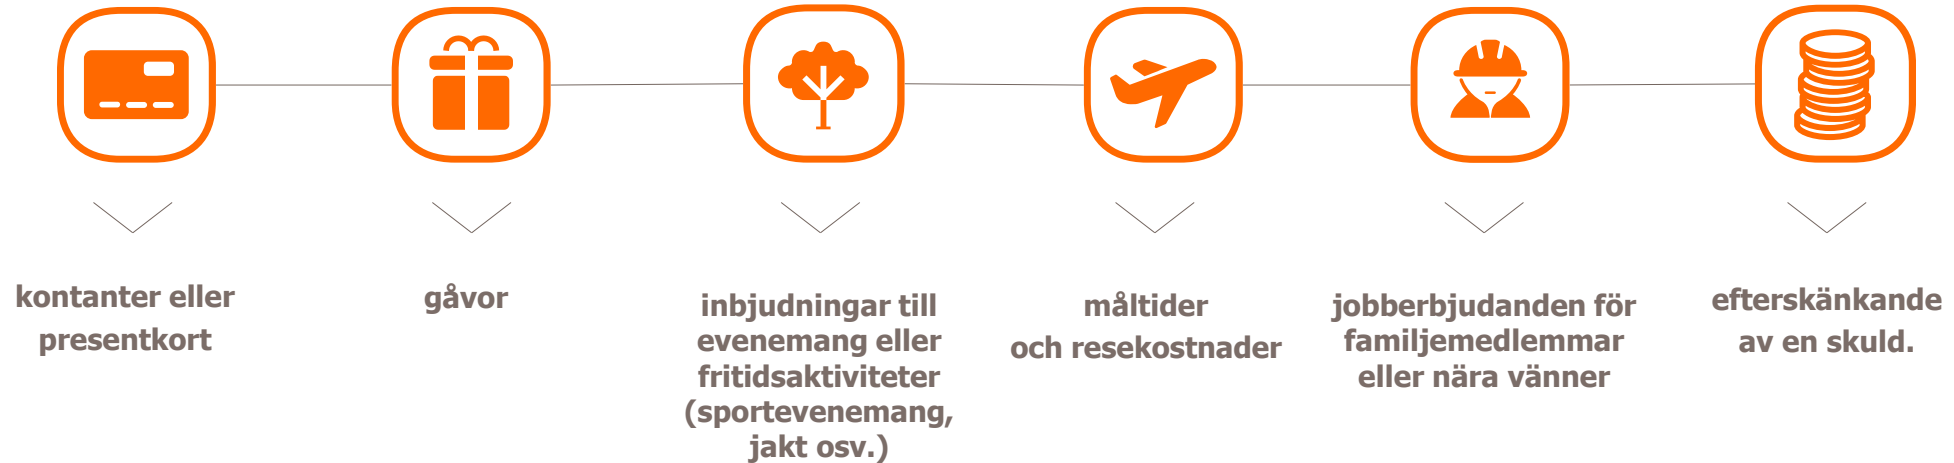 kontanter eller
presentkort
gåvor
inbjudningar till
evenemang eller
fritidsaktiviteter
(sportevenemang,
jakt osv.)
måltider
och resekostnader
jobberbjudanden för
familjemedlemmar
eller nära vänner
efterskänkande
av en skuld.